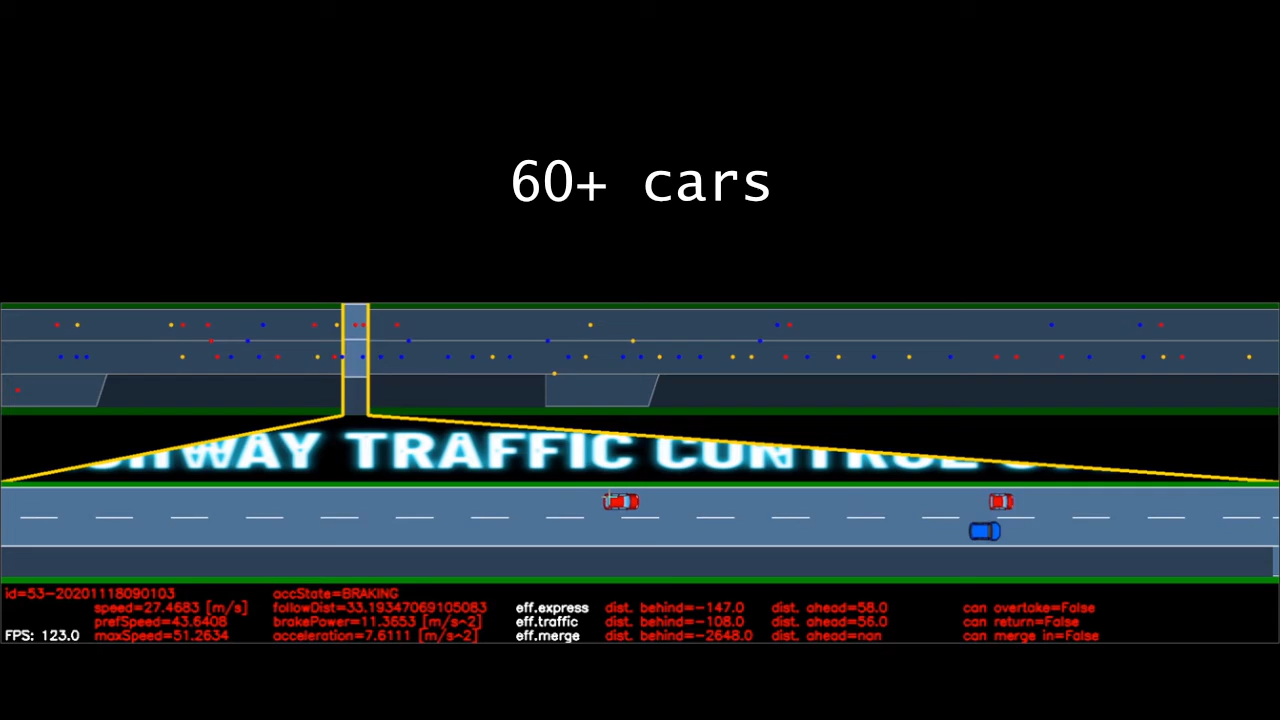 60+ cars
TRAFFIC CONTROL
id=53-20201118090103 accState=BRAKING
speed=27.4683 [m/s] followDist=33.19347069105083 eff.express dist. behind=-147.0 dist. ahead=58.0 can overtake=False
prefSpeed=43.6408 brakePower=11.3653 [m/s^2] eff.traffic dist. behind=-108.0 dist. ahead=56.0 can return=False
FPS: 123.0 maxSpeed=51.2634 acceleration=7.6111 [m/s^2] eff.merge dist. behind=-2648.0 dist. ahead=nan can merge in=False